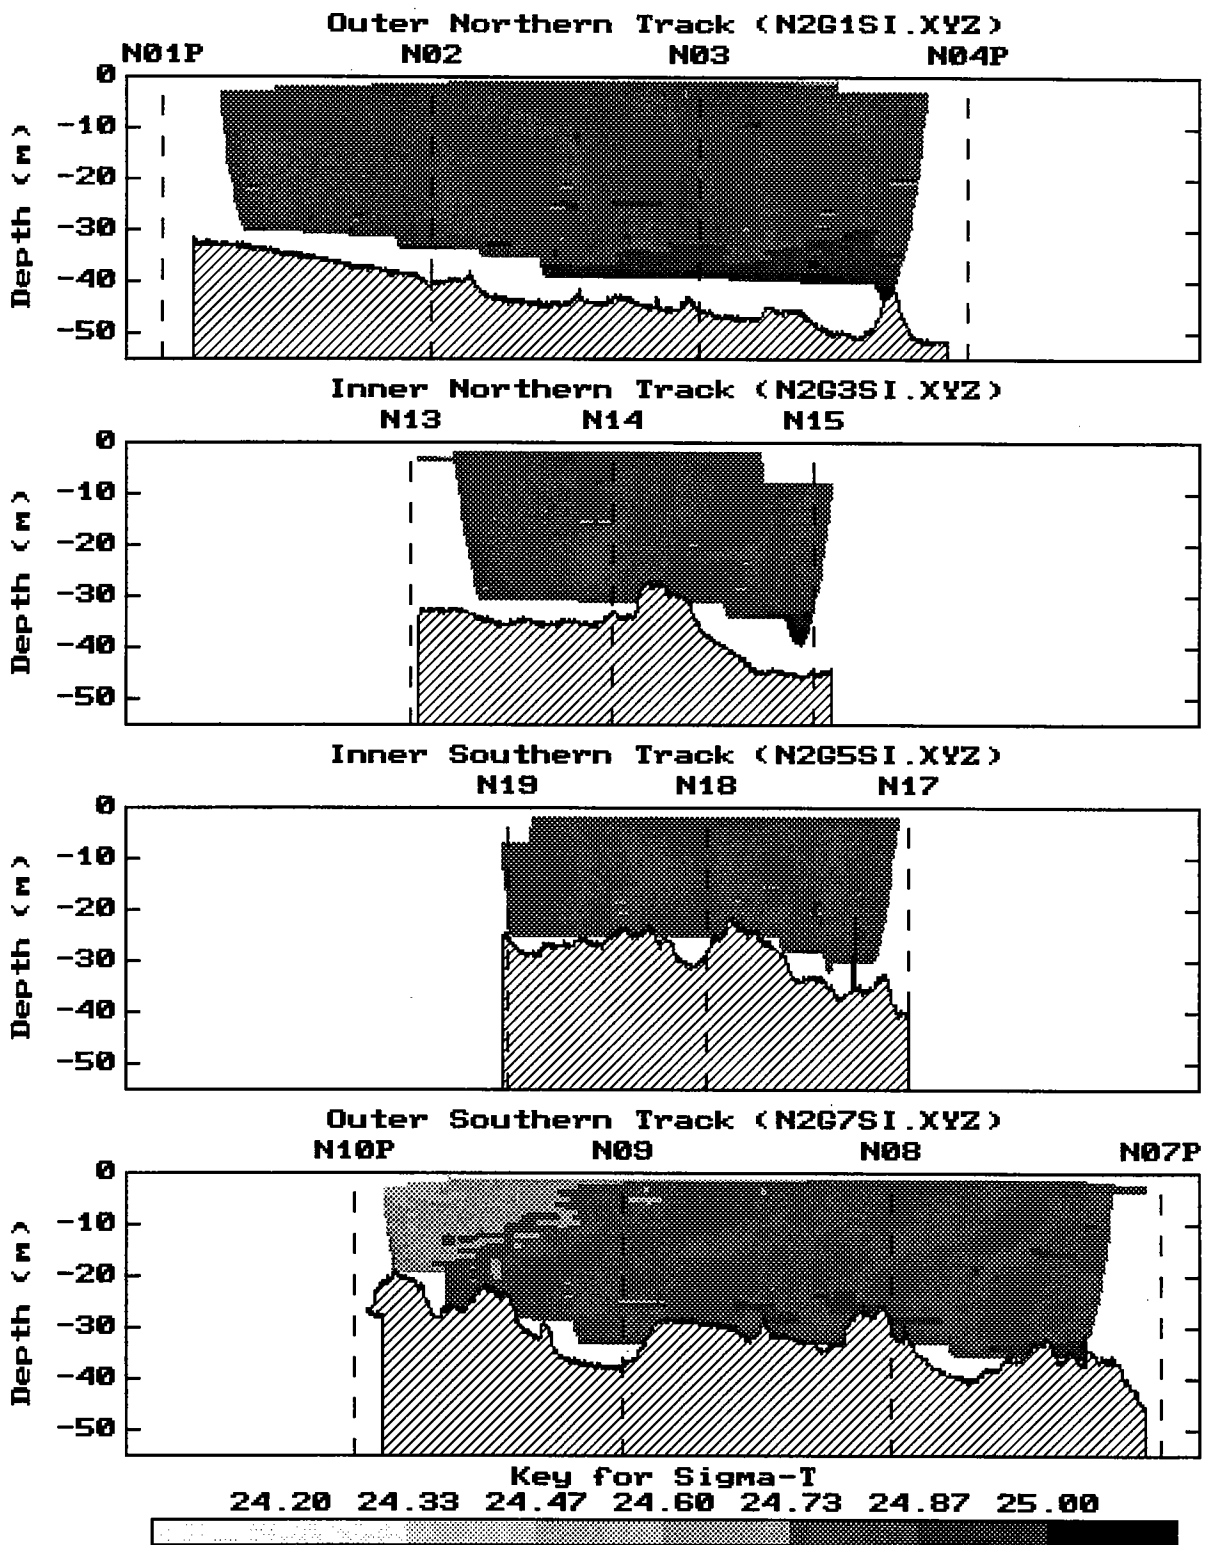 Outer Northern Track (N2G1SI.XYZ)
N01P N02 N03 N04P
0
-10
-20
-30
-40
-50
Depth (m)
Inner Northern Track (N2G3SI.XYZ)
N13 N14 N15
0
-10
-20
-30
-40
-50
Depth (m)
Inner Southern Track (N2G5SI.XYZ)
N19 N18 N17
0
-10
-20
-30
-40
-50
Depth (m)
Outer Southern Track (N2G7SI.XYZ)
N10P N09 N08 N07P
0
-10
-20
-30
-40
-50
Depth (m)
Key for Sigma-T
24.20 24.33 24.47 24.60 24.73 24.87 25.00